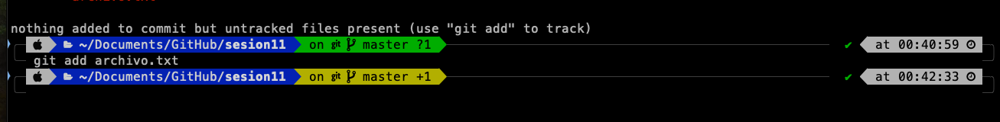 nothing added to commit but untracked files present (use "git add" to track)
~/Documents/GitHub/sesion11 on git master ?1 ✔ at 00:40:59
git add archivo.txt
~/Documents/GitHub/sesion11 on git master +1 ✔ at 00:42:33